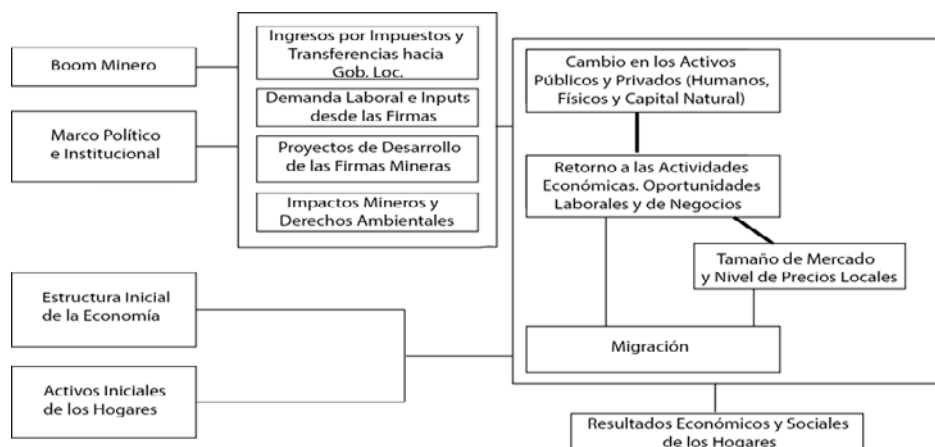 Boom Minero
Marco Político
e Institucional
Ingresos por Impuestos y
Transferencias hacia
Gob. Loc.
Demanda Laboral e Inputs
desde las Firmas
Proyectos de Desarrollo
de las Firmas Mineras
Impactos Mineros y
Derechos Ambientales
Cambio en los Activos
Públicos y Privados (Humanos,
Físicos y Capital Natural)
Retorno a las Actividades
Económicas. Oportunidades
Laborales y de Negocios
Tamaño de Mercado
y Nivel de Precios Locales
Migración
Estructura Inicial
de la Economía
Activos Iniciales
de los Hogares
Resultados Económicos y Sociales
de los Hogares